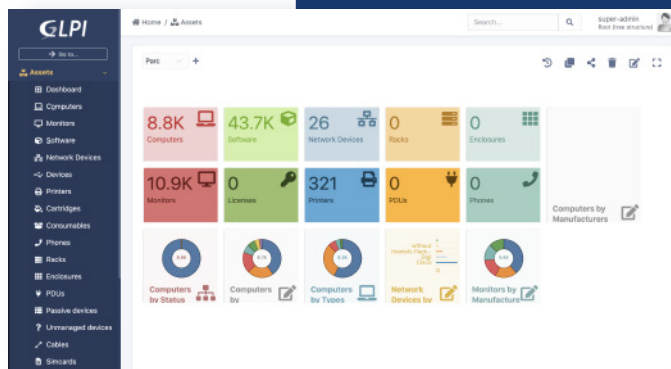 GLPI
Home / Assets
Search...
super-admin
Root (tree structure)
Go to...
Assets
Dashboard
Computers
Monitors
Software
Network Devices
Devices
Printers
Cartridges
Consumables
Phones
Racks
Enclosures
PDUs
Passive devices
? Unmanaged devices
Cables
Simcards
Parc
+
8.8K
Computers
43.7K
Software
26
Network Devices
0
Racks
0
Enclosures
10.9K
Monitors
0
Licenses
321
Printers
0
PDUs
0
Phones
Computers by
Manufacturers
Computers
by Status
Computers
by
Computers
by Types
without
Network
Devices by
Monitors by
Manufacture